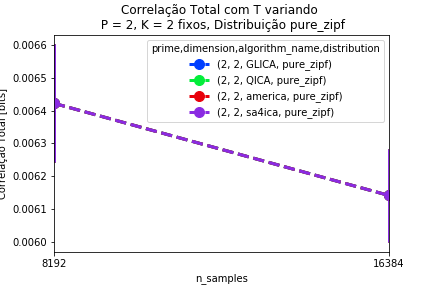 Correlação Total com T variando
P = 2, K = 2 fixos, Distribuição pure_zipf
prime,dimension,algorithm_name,distribution
(2, 2, GLICA, pure_zipf)
(2, 2, QICA, pure_zipf)
(2, 2, america, pure_zipf)
(2, 2, sa4ica, pure_zipf)
Correlação Total [bits]
0.0066
0.0065
0.0064
0.0063
0.0062
0.0061
0.0060
8192
16384
n_samples